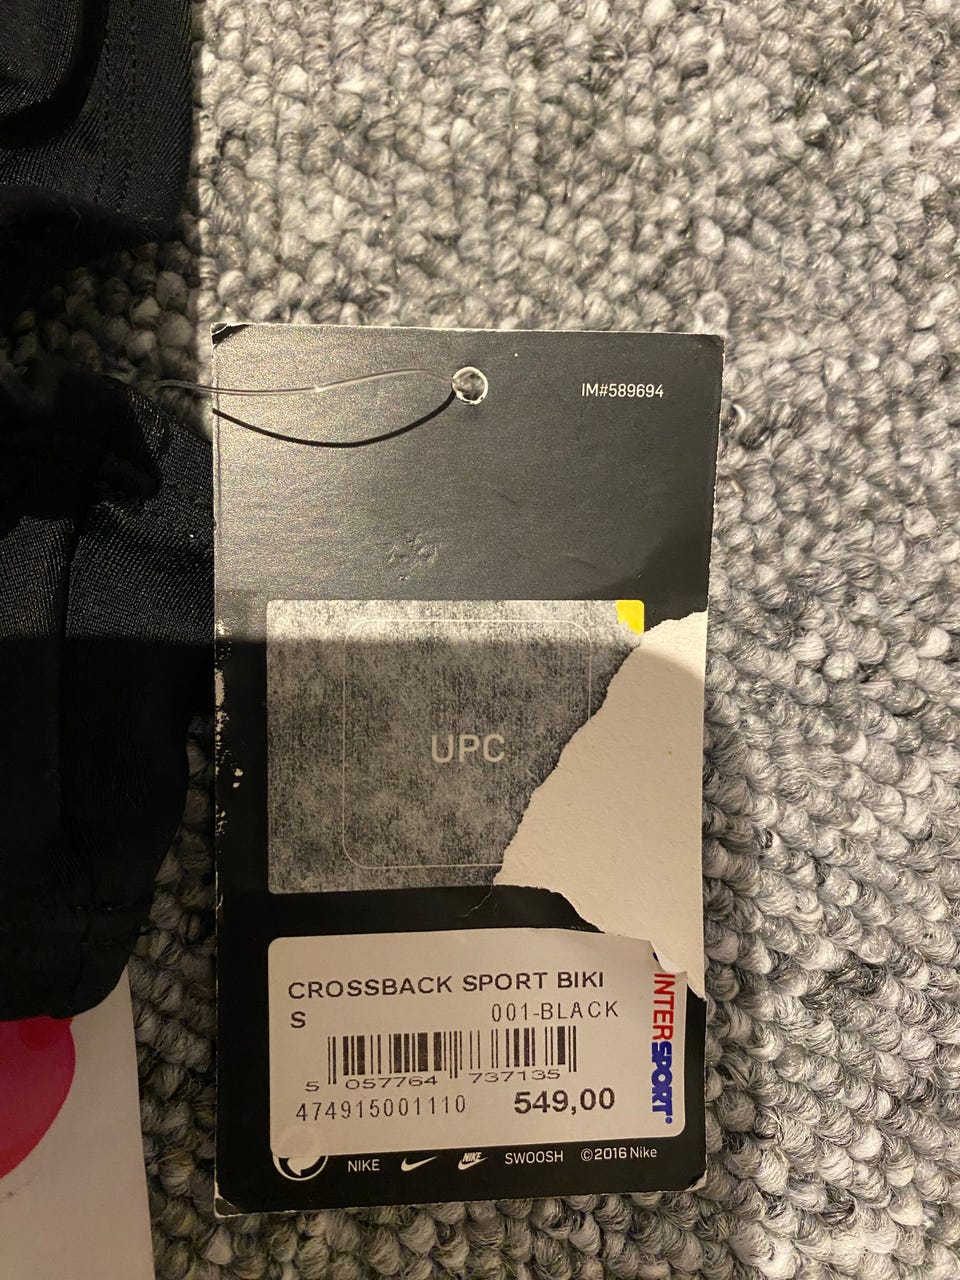 IM#589694
UPC
CROSSBACK SPORT BIKI
S 001-BLACK
5 057764 737135
474915001110 549,00
INTERSPORT®
NIKE NIKE SWOOSH ©2016 Nike